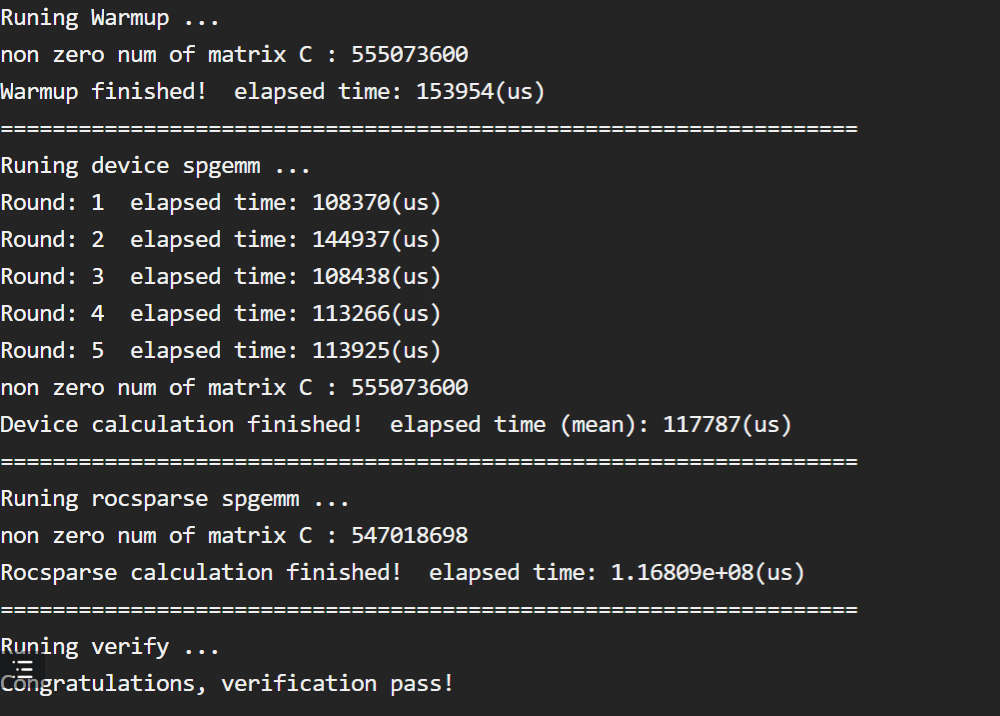 Runing Warmup ...
non zero num of matrix C : 555073600
Warmup finished!  elapsed time: 153954(us)
==================================================================
Runing device spgemm ...
Round: 1  elapsed time: 108370(us)
Round: 2  elapsed time: 144937(us)
Round: 3  elapsed time: 108438(us)
Round: 4  elapsed time: 113266(us)
Round: 5  elapsed time: 113925(us)
non zero num of matrix C : 555073600
Device calculation finished!  elapsed time (mean): 117787(us)
==================================================================
Runing rocsparse spgemm ...
non zero num of matrix C : 547018698
Rocsparse calculation finished!  elapsed time: 1.16809e+08(us)
==================================================================
Runing verify ...
Congratulations, verification pass!